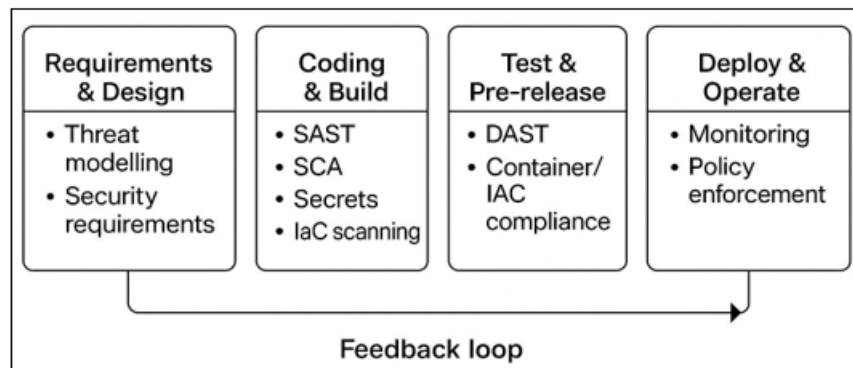 Requirements
& Design
• Threat
modelling
• Security
requirements
Coding
& Build
• SAST
• SCA
• Secrets
• IaC scanning
Test &
Pre-release
• DAST
• Container/
IAC
compliance
Deploy &
Operate
• Monitoring
• Policy
enforcement
Feedback loop